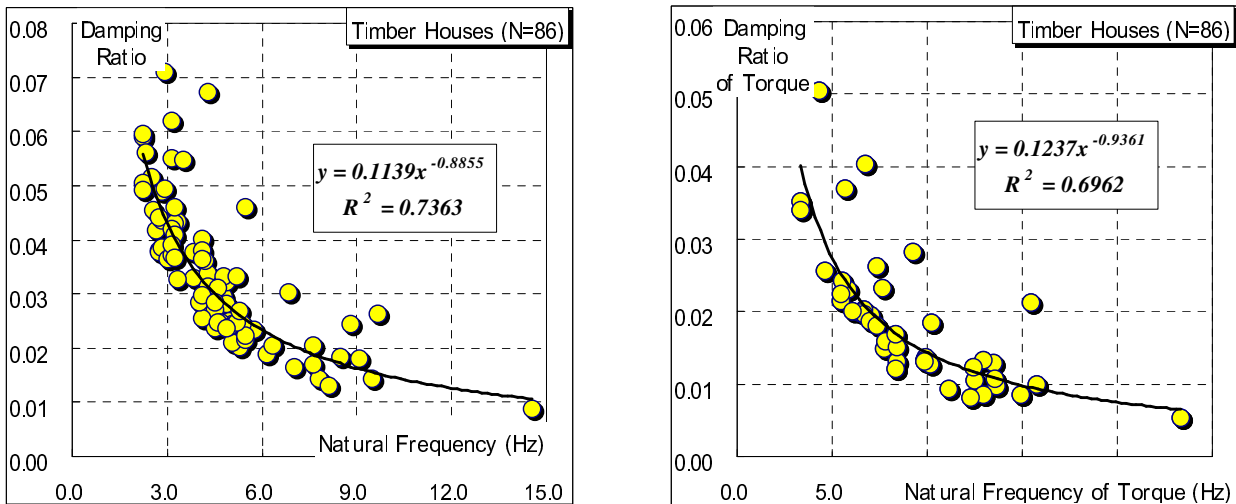 0.08
Damping
Ratio
Timber Houses (N=86)
0.07
0.06
0.05
0.04
0.03
0.02
0.01
0.00
y = 0.1139x^-0.8855
R^2 = 0.7363
Natural Frequency (Hz)
0.0 3.0 6.0 9.0 12.0 15.0
0.06
Damping
Ratio
of Torque
Timber Houses (N=86)
0.05
0.04
0.03
0.02
0.01
0.00
y = 0.1237x^-0.9361
R^2 = 0.6962
0.0 5.0 Natural Frequency of Torque (Hz)